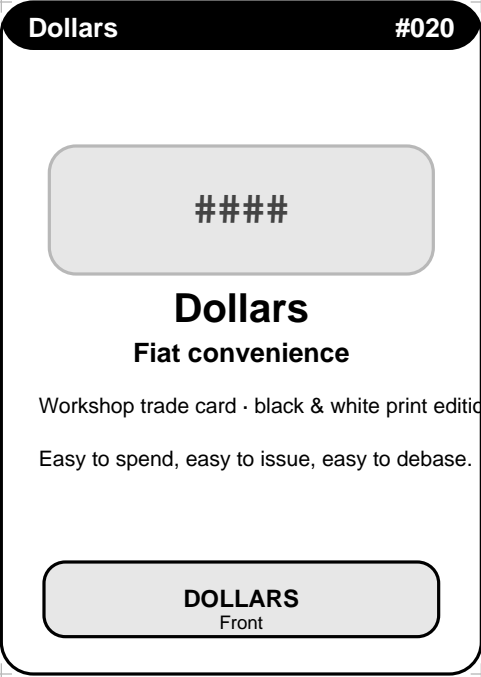 Dollars #020
####
Dollars
Fiat convenience
Workshop trade card · black & white print
Easy to spend, easy to issue, easy to debase.
DOLLARS
Front